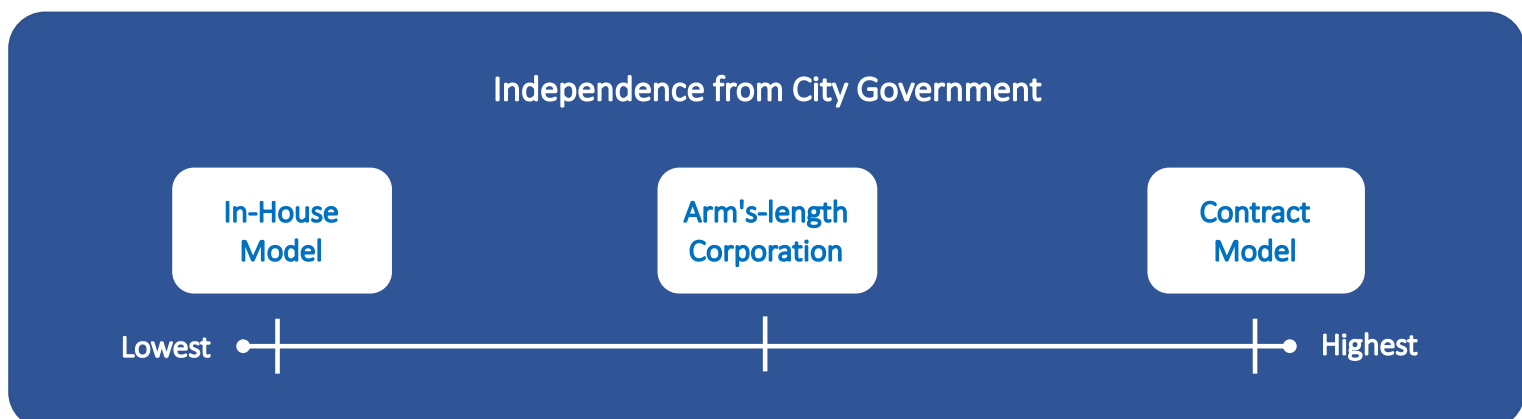 Independence from City Government
In-House
Model
Arm's-length
Corporation
Contract
Model
Lowest
Highest